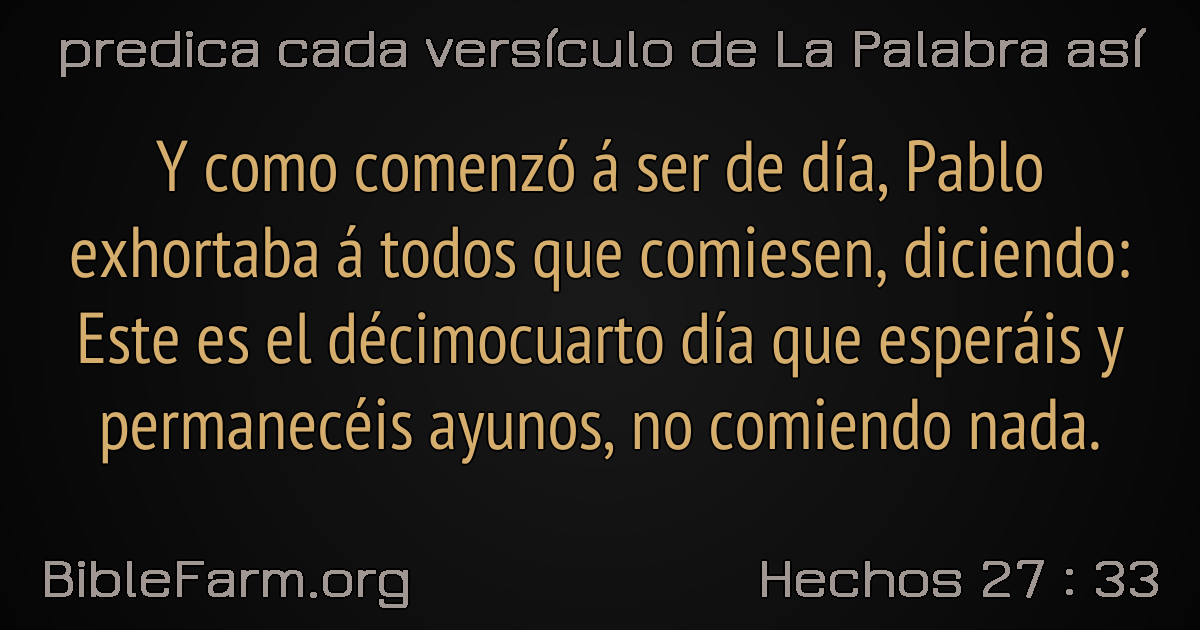 predica cada versículo de La Palabra así
Y como comenzó á ser de día, Pablo
exhortaba á todos que comiesen, diciendo:
Este es el décimocuarto día que esperáis y
permanecéis ayunos, no comiendo nada.
BibleFarm.org
Hechos 27 : 33